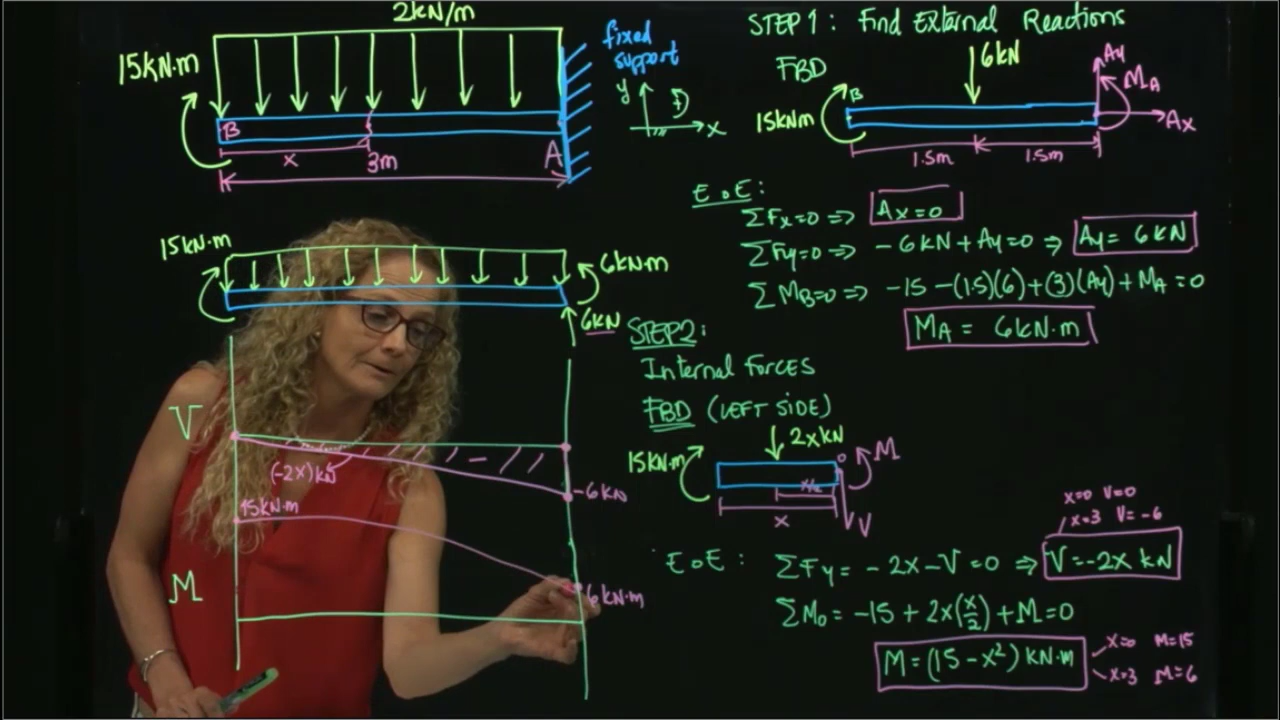 2kN/m
15kN·m
fixed
support
y
x
+
B
x
3m
A
STEP 1: Find External Reactions
FBD
6kN
Ay
MA
B
15kNm
Ax
1.5m
1.5m
EoE:
ΣFx=0 => Ax=0
ΣFy=0 => -6kN+Ay=0 => Ay= 6kN
ΣMB=0 => -15-(1.5)(6)+(3)(Ay)+MA=0
MA = 6kN·m
15kN·m
6kN·m
6kN
STEP2:
Internal Forces
FBD (LEFT SIDE)
2xkN
15kN·m
o
M
x/2
x
V
V
(-2x)kN
-6kN
15kN·m
M
6kN·m
x=0 V=0
x=3 V=-6
EoE: ΣFy= -2x-V=0 => V=-2x kN
ΣMo= -15+2x(x/2)+M=0
M=(15-x²) kN·m
x=0 M=15
x=3 M=6